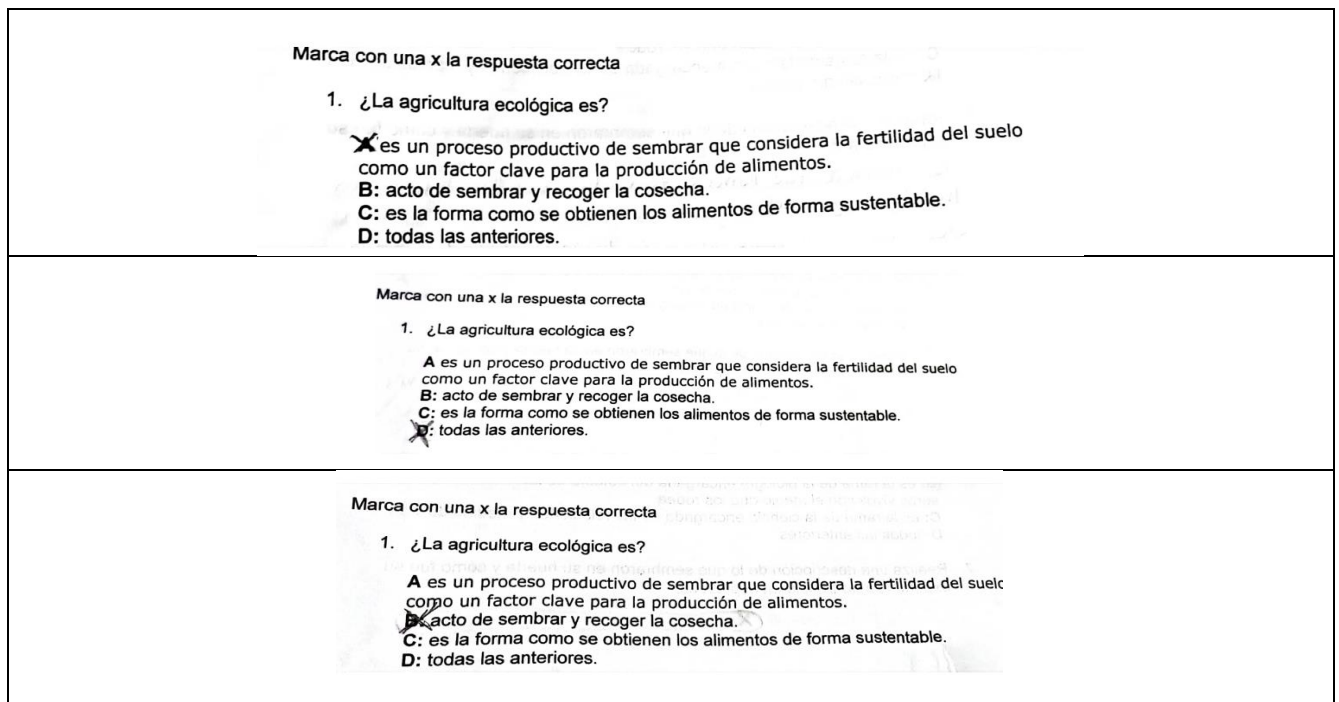 Marca con una x la respuesta correcta
1. ¿La agricultura ecológica es?
A es un proceso productivo de sembrar que considera la fertilidad del suelo
como un factor clave para la producción de alimentos.
B: acto de sembrar y recoger la cosecha.
C: es la forma como se obtienen los alimentos de forma sustentable.
D: todas las anteriores.
Marca con una x la respuesta correcta
1. ¿La agricultura ecológica es?
A es un proceso productivo de sembrar que considera la fertilidad del suelo
como un factor clave para la producción de alimentos.
B: acto de sembrar y recoger la cosecha.
C: es la forma como se obtienen los alimentos de forma sustentable.
D: todas las anteriores.
Marca con una x la respuesta correcta
1. ¿La agricultura ecológica es?
A es un proceso productivo de sembrar que considera la fertilidad del suelo
como un factor clave para la producción de alimentos.
B: acto de sembrar y recoger la cosecha.
C: es la forma como se obtienen los alimentos de forma sustentable.
D: todas las anteriores.